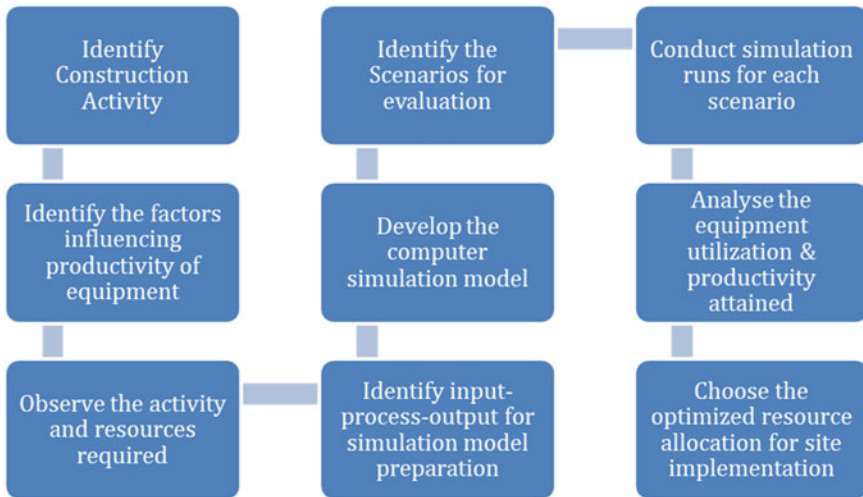 Identify
Construction
Activity
Identify the factors
influencing
productivity of
equipment
Observe the activity
and resources
required
Identify input-
process-output for
simulation model
preparation
Develop the
computer
simulation model
Identify the
Scenarios for
evaluation
Conduct simulation
runs for each
scenario
Analyse the
equipment
utilization &
productivity
attained
Choose the
optimized resource
allocation for site
implementation